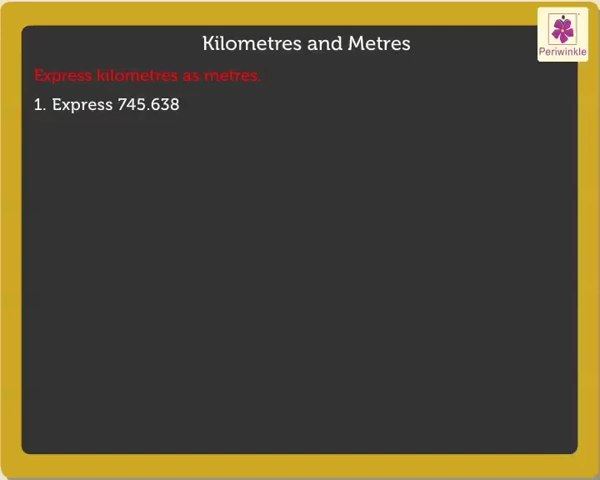 Kilometres and Metres
Periwinkle
Express kilometres as metres.
1. Express 745.638